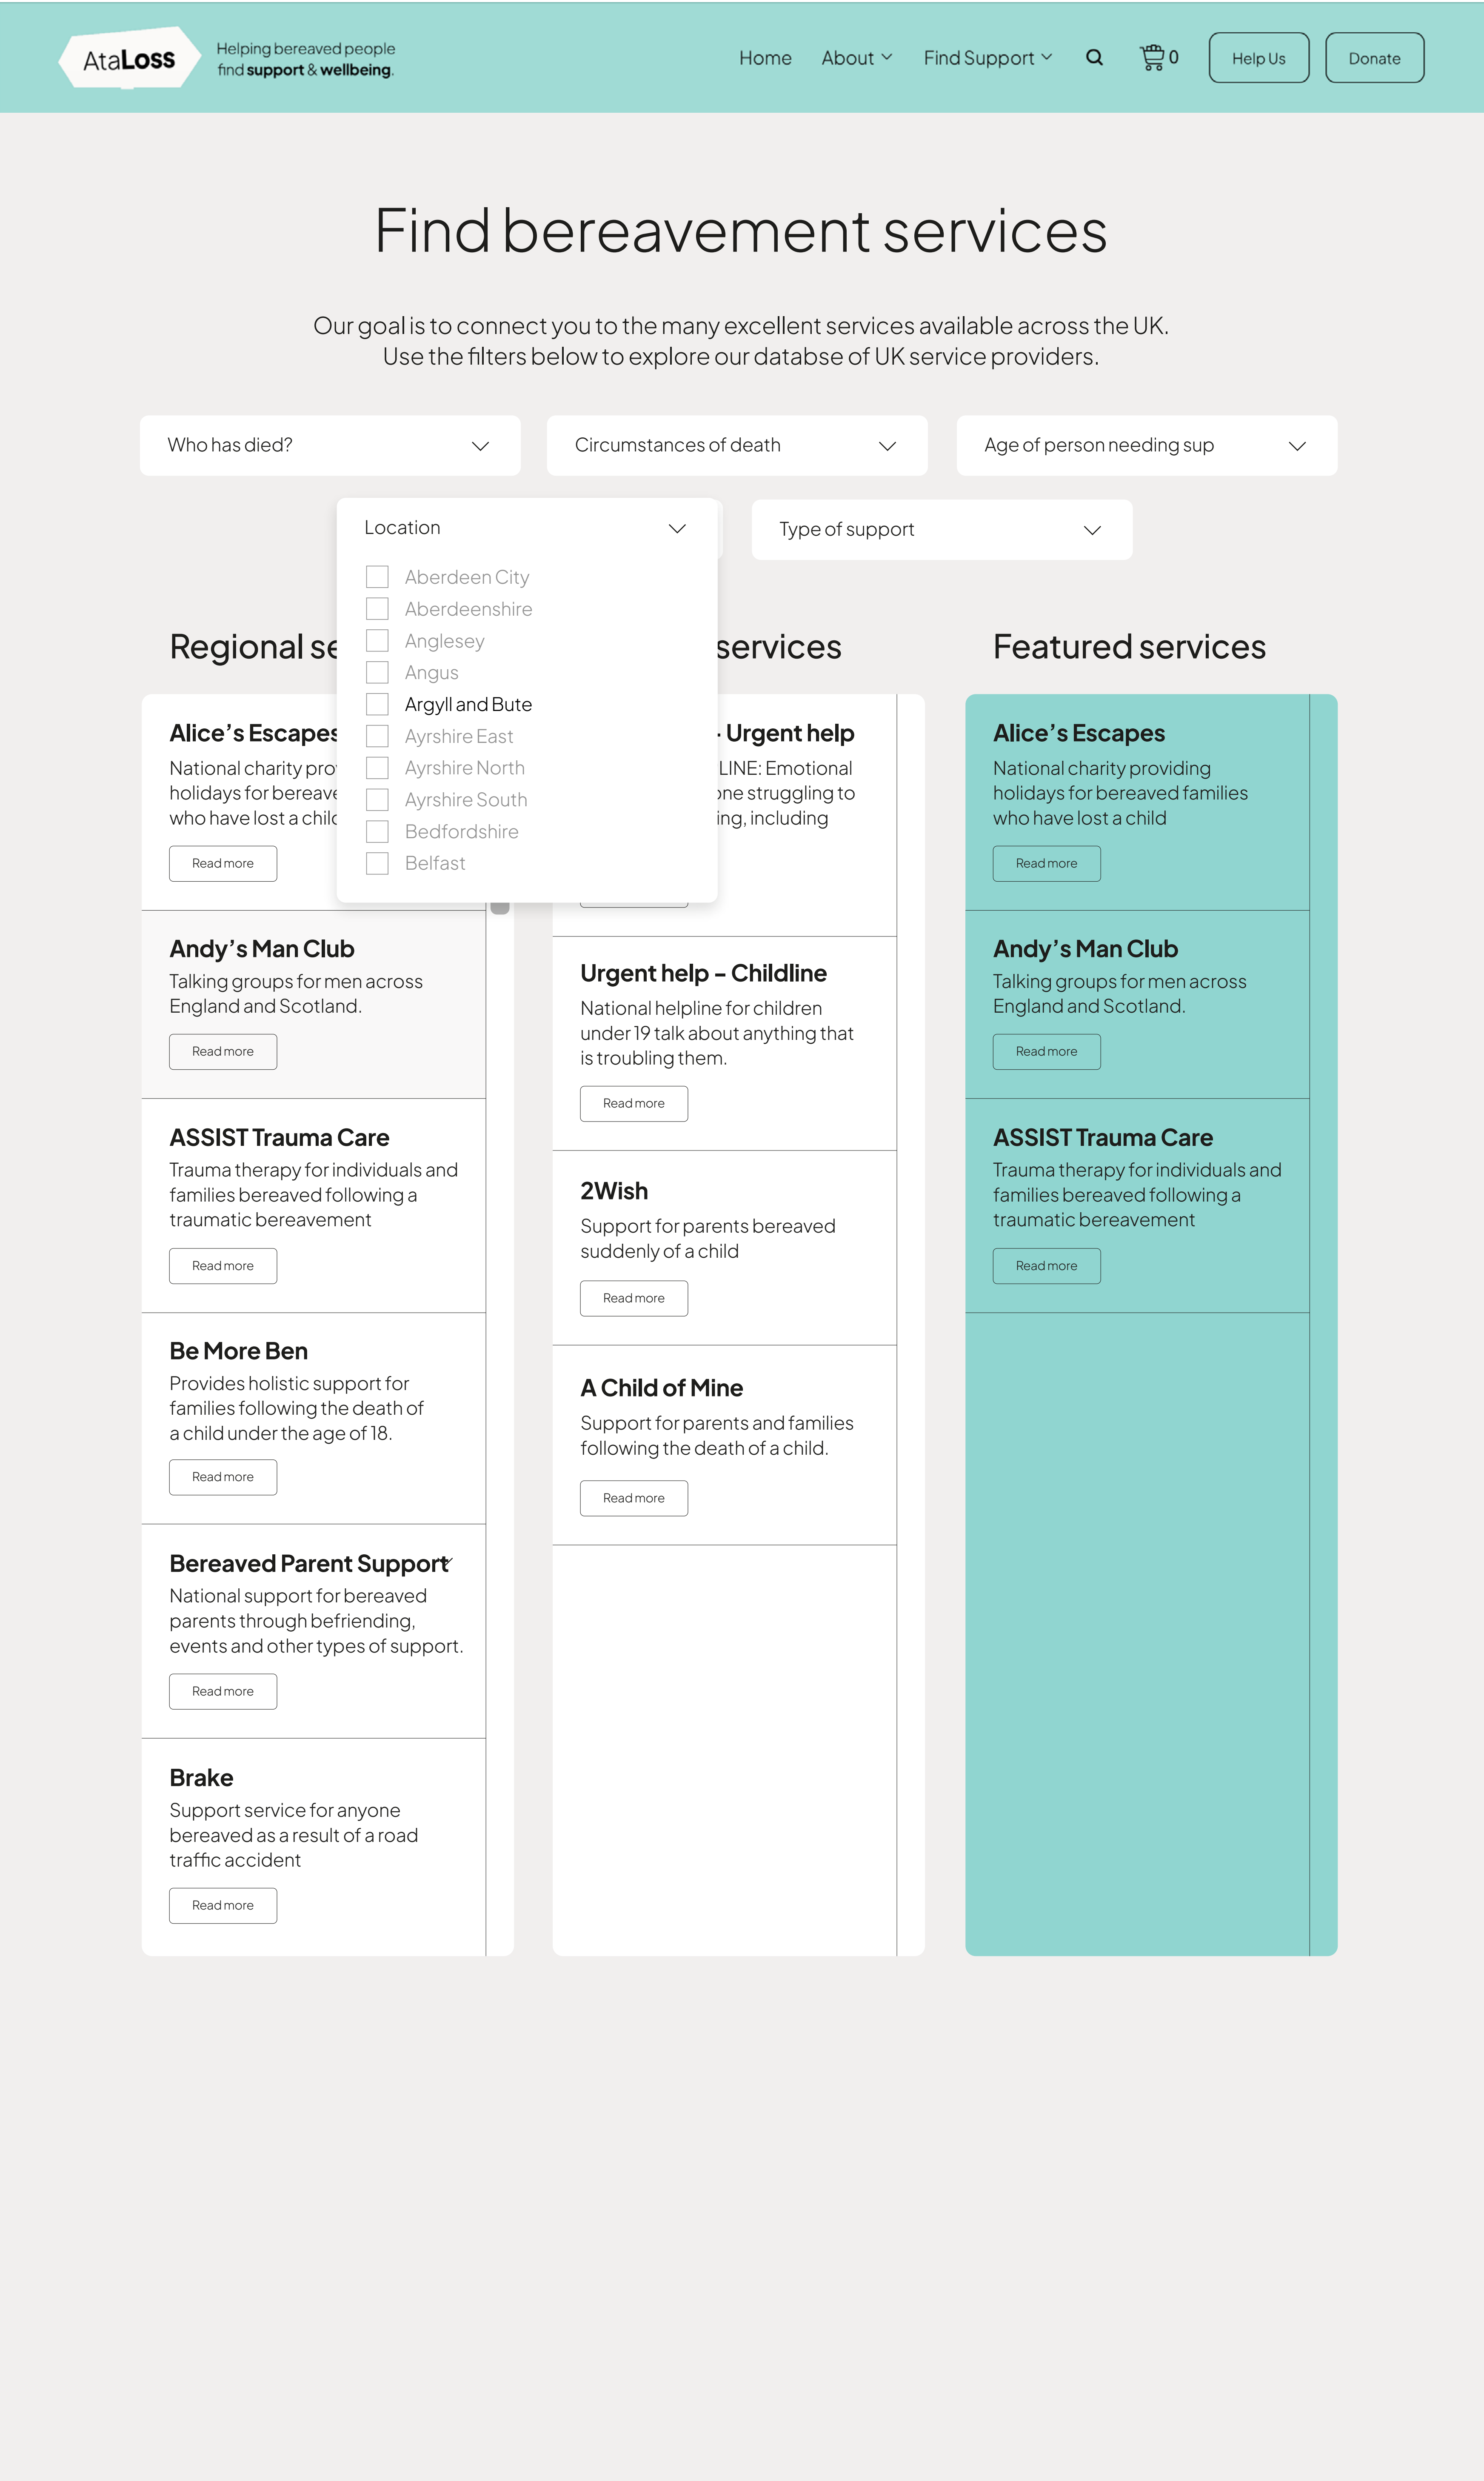 AtaLoss
Helping bereaved people
find support & wellbeing.
Home
About
Find Support
0
Help Us
Donate
Find bereavement services
Our goal is to connect you to the many excellent services available across the UK.
Use the filters below to explore our databse of UK service providers.
Who has died?
Circumstances of death
Age of person needing sup
Location
Aberdeen City
Aberdeenshire
Anglesey
Angus
Argyll and Bute
Ayrshire East
Ayrshire North
Ayrshire South
Bedfordshire
Belfast
Type of support
Regional se
Alice's Escapes
National charity pro
holidays for bereave
who have lost a child
Read more
Andy's Man Club
Talking groups for men across
England and Scotland.
Read more
ASSIST Trauma Care
Trauma therapy for individuals and
families bereaved following a
traumatic bereavement
Read more
Be More Ben
Provides holistic support for
families following the death of
a child under the age of 18.
Read more
Bereaved Parent Support
National support for bereaved
parents through befriending,
events and other types of support.
Read more
Brake
Support service for anyone
bereaved as a result of a road
traffic accident
Read more
services
- Urgent help
LINE: Emotional
one struggling to
ing, including
Urgent help – Childline
National helpline for children
under 19 talk about anything that
is troubling them.
Read more
2Wish
Support for parents bereaved
suddenly of a child
Read more
A Child of Mine
Support for parents and families
following the death of a child.
Read more
Featured services
Alice's Escapes
National charity providing
holidays for bereaved families
who have lost a child
Read more
Andy's Man Club
Talking groups for men across
England and Scotland.
Read more
ASSIST Trauma Care
Trauma therapy for individuals and
families bereaved following a
traumatic bereavement
Read more